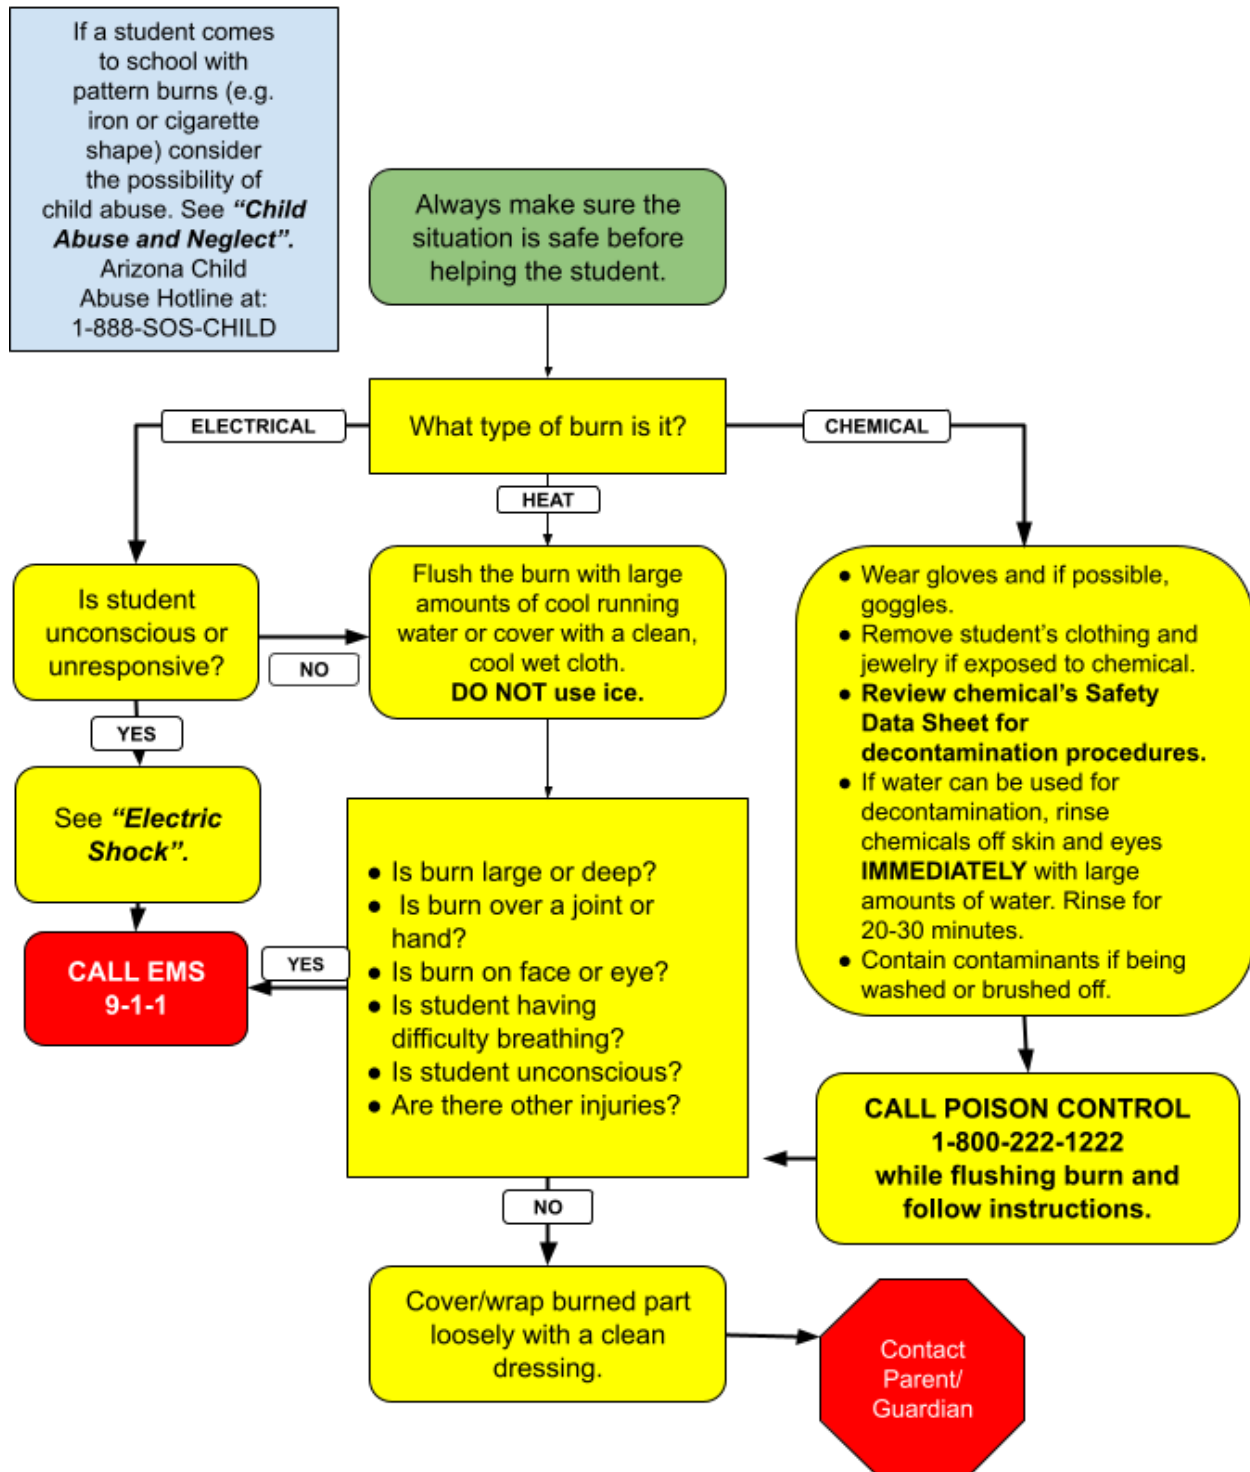 If a student comes
to school with
pattern burns (e.g.
iron or cigarette
shape) consider
the possibility of
child abuse. See “Child
Abuse and Neglect”.
Arizona Child
Abuse Hotline at:
1-888-SOS-CHILD
Always make sure the
situation is safe before
helping the student.
What type of burn is it?
ELECTRICAL
HEAT
CHEMICAL
Is student
unconscious or
unresponsive?
NO
YES
See “Electric
Shock”.
CALL EMS
9-1-1
Flush the burn with large
amounts of cool running
water or cover with a clean,
cool wet cloth.
DO NOT use ice.
● Is burn large or deep?
● Is burn over a joint or
hand?
● Is burn on face or eye?
● Is student having
difficulty breathing?
● Is student unconscious?
● Are there other injuries?
YES
NO
● Wear gloves and if possible,
goggles.
● Remove student’s clothing and
jewelry if exposed to chemical.
● Review chemical’s Safety
Data Sheet for
decontamination procedures.
● If water can be used for
decontamination, rinse
chemicals off skin and eyes
IMMEDIATELY with large
amounts of water. Rinse for
20-30 minutes.
● Contain contaminants if being
washed or brushed off.
CALL POISON CONTROL
1-800-222-1222
while flushing burn and
follow instructions.
Cover/wrap burned part
loosely with a clean
dressing.
Contact
Parent/
Guardian